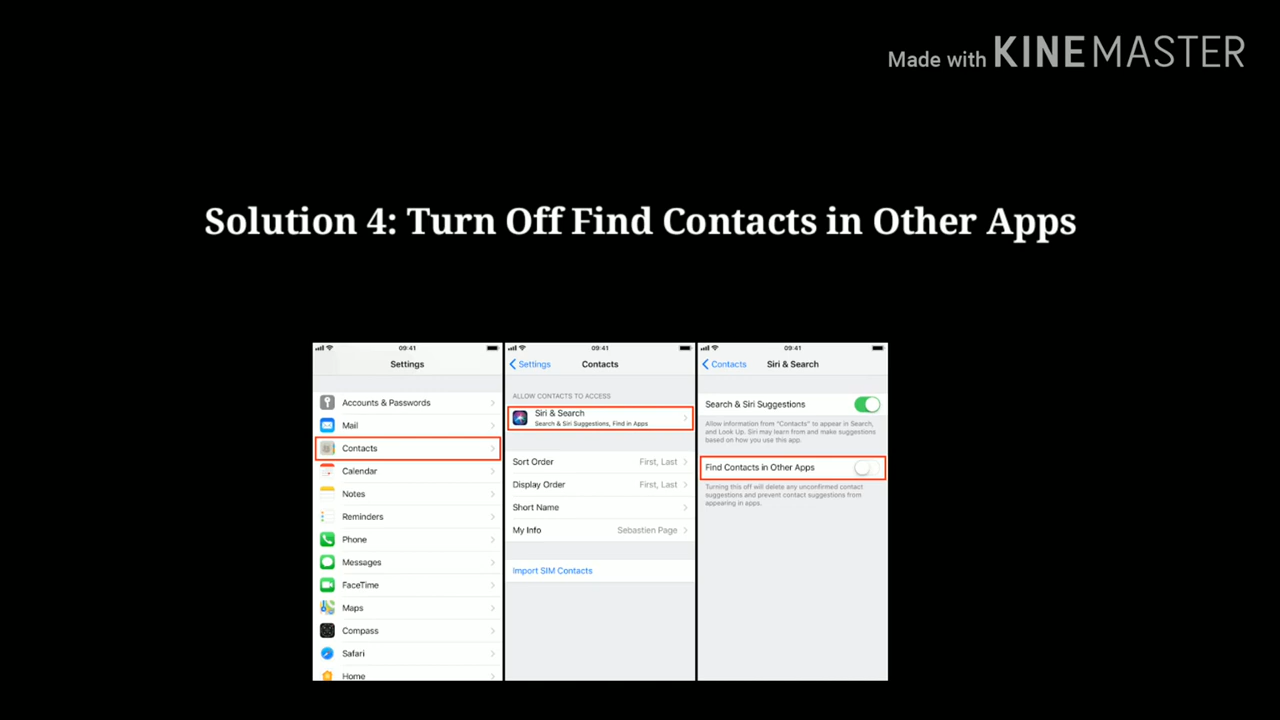 Made with KINEMASTER
Solution 4: Turn Off Find Contacts in Other Apps
09:41
Settings
Accounts & Passwords
Mail
Contacts
Calendar
Notes
Reminders
Phone
Messages
FaceTime
Maps
Compass
Safari
Home
09:41
Settings
Contacts
ALLOW CONTACTS TO ACCESS
Siri & Search
Search & Siri Suggestions, Find in Apps
Sort Order First, Last
Display Order First, Last
Short Name
My Info Sebastien Page
Import SIM Contacts
09:41
Contacts
Siri & Search
Search & Siri Suggestions
Allow information from "Contacts" to appear in Search,
and Look Up. Siri may learn from and make suggestions
based on how you use this app.
Find Contacts in Other Apps
Turning this off will delete any unconfirmed contact
suggestions and prevent contact suggestions from
appearing in apps.